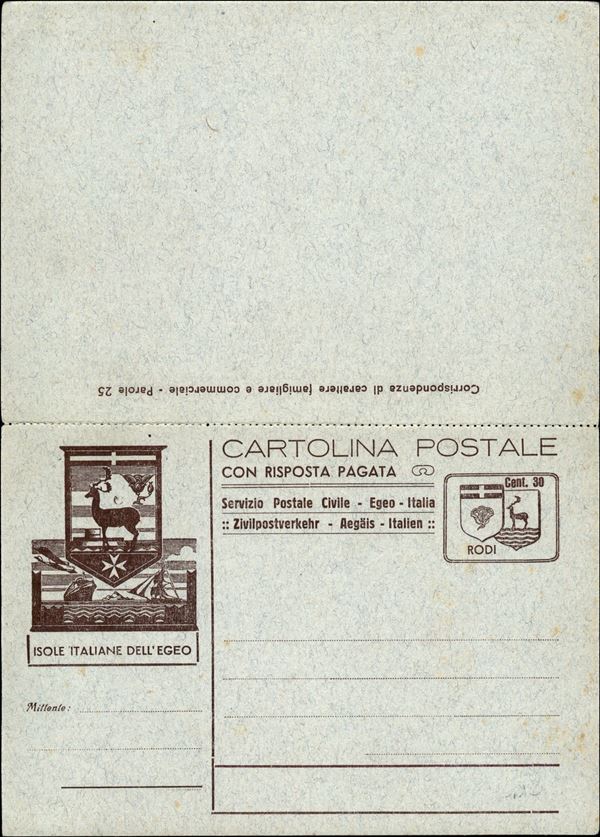 Corrispondenza di carattere famigliare e commerciale - Parole 25
CARTOLINA POSTALE
CON RISPOSTA PAGATA
Servizio Postale Civile - Egeo - Italia
:: Zivilpostverkehr - Aegäis - Italien ::
Cent. 30
RODI
ISOLE ITALIANE DELL'EGEO
Mittente: